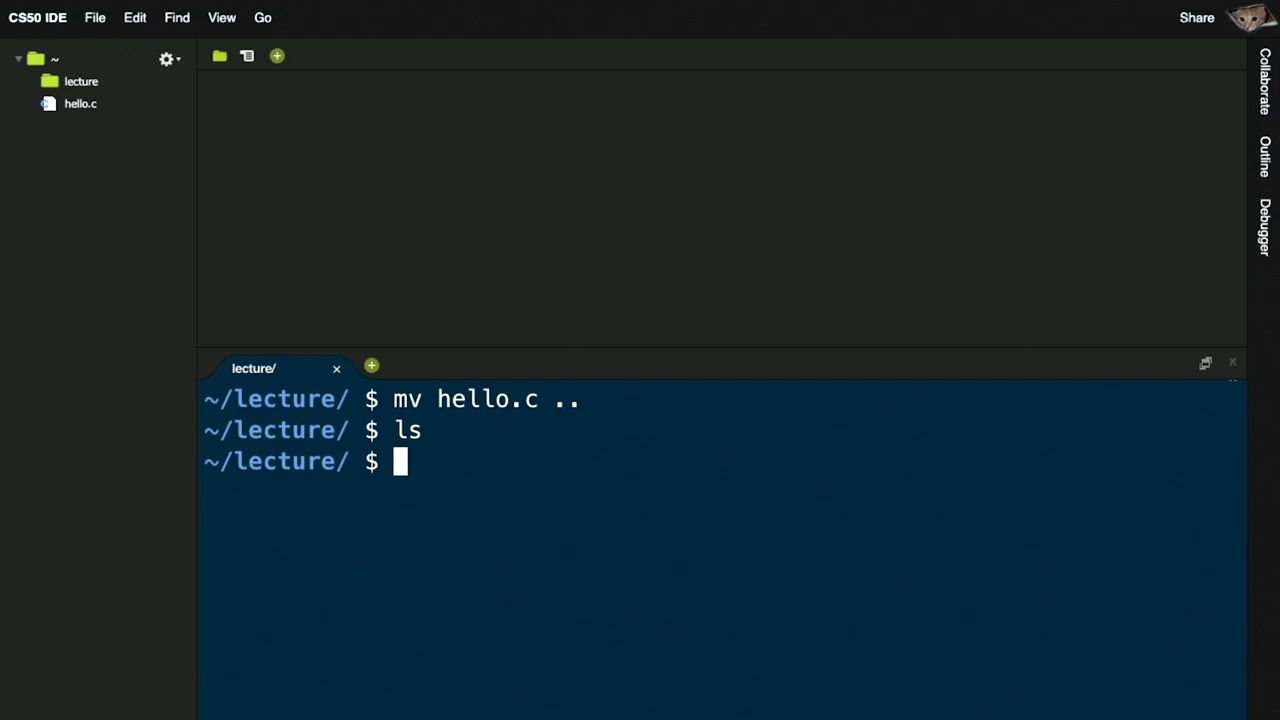 CS50 IDE File Edit Find View Go Share
~
lecture
hello.c
Collaborate
Outline
Debugger
lecture/
~/lecture/ $ mv hello.c ..
~/lecture/ $ ls
~/lecture/ $